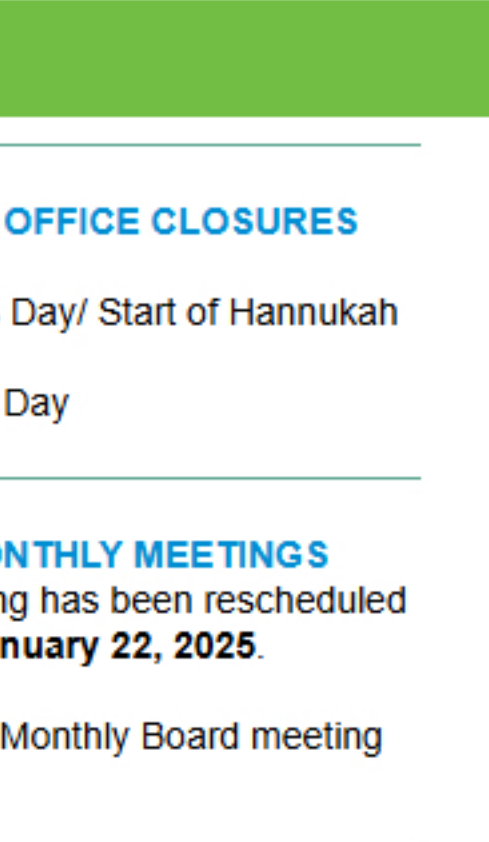 OFFICE CLOSURES
Day/ Start of Hannukah
Day
NTHLY MEETINGS
ng has been rescheduled
nuary 22, 2025.
Monthly Board meeting